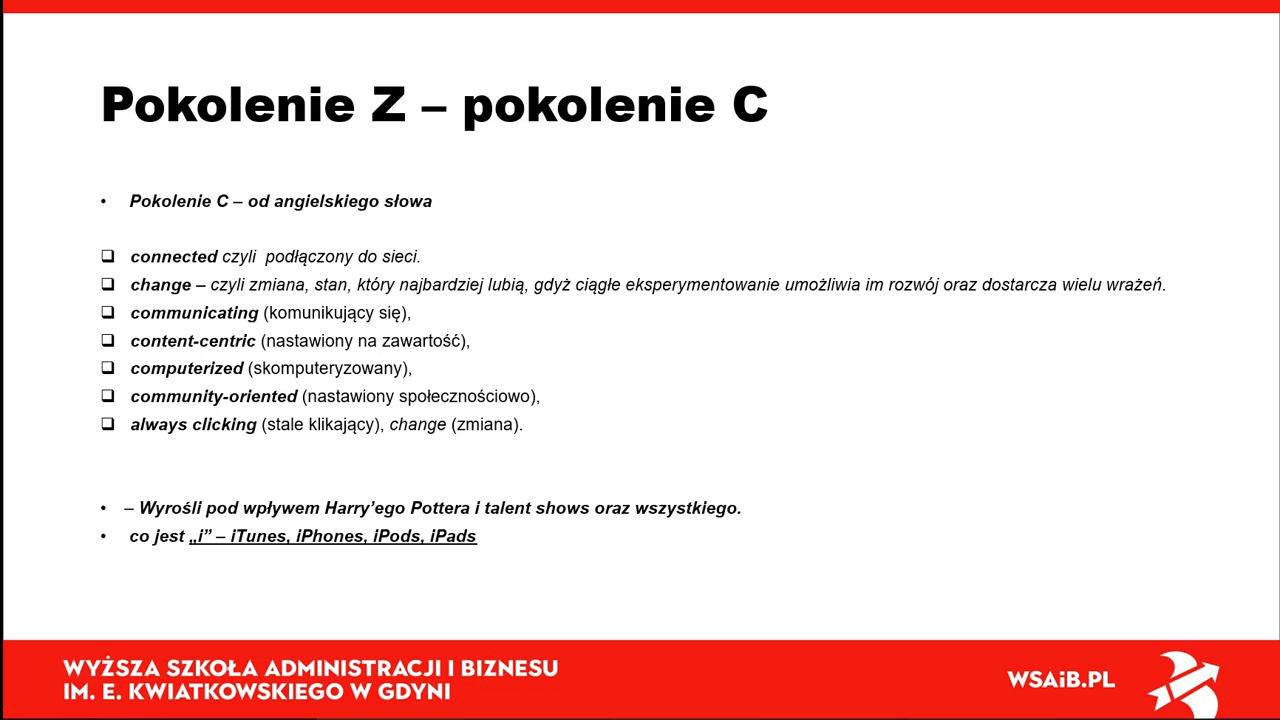 Pokolenie Z – pokolenie C
• Pokolenie C – od angielskiego słowa
❑ connected czyli  podłączony do sieci.
❑ change – czyli zmiana, stan, który najbardziej lubią, gdyż ciągłe eksperymentowanie umożliwia im rozwój oraz dostarcza wielu wrażeń.
❑ communicating (komunikujący się),
❑ content-centric (nastawiony na zawartość),
❑ computerized (skomputeryzowany),
❑ community-oriented (nastawiony społecznościowo),
❑ always clicking (stale klikający), change (zmiana).
• – Wyrośli pod wpływem Harry’ego Pottera i talent shows oraz wszystkiego.
• co jest „i” – iTunes, iPhones, iPods, iPads
WYŻSZA SZKOŁA ADMINISTRACJI I BIZNESU
IM. E. KWIATKOWSKIEGO W GDYNI
WSAiB.PL